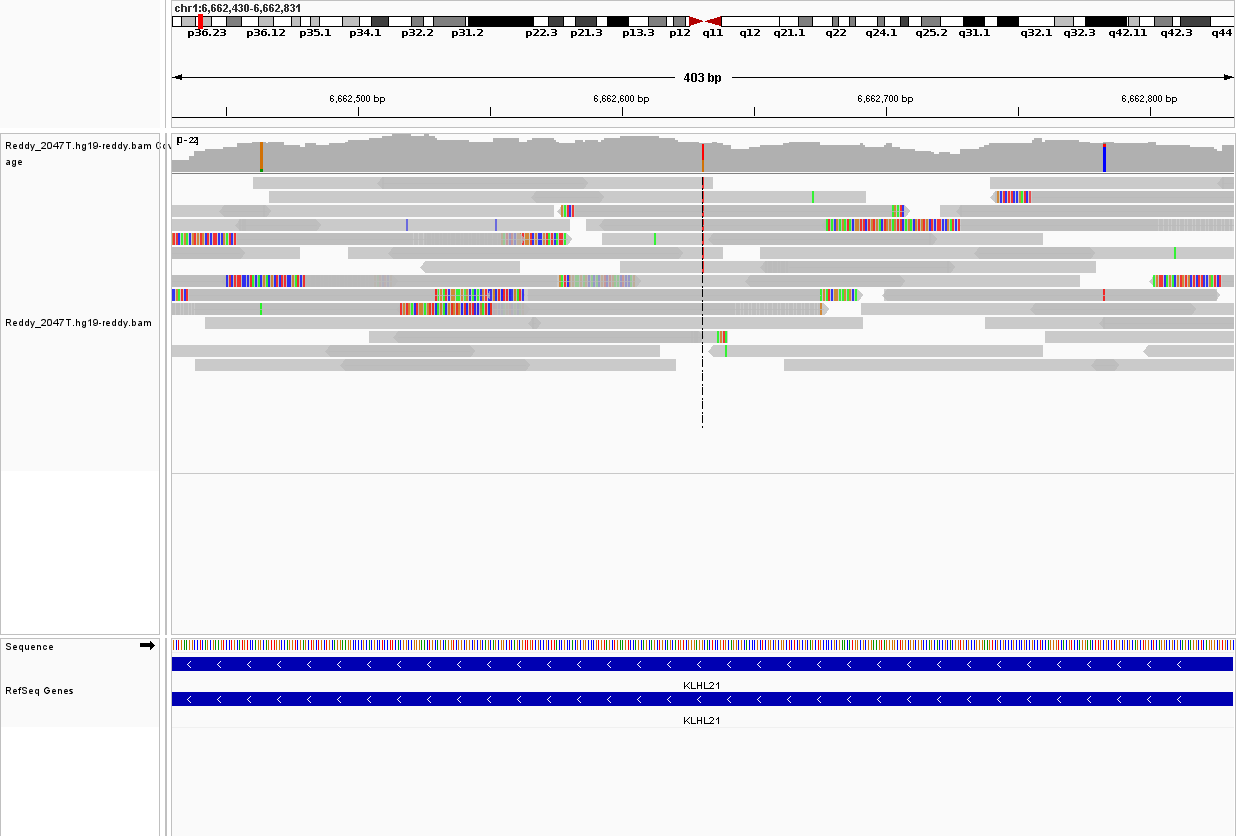 chr1:6,662,430-6,662,831
p36.23 p36.12 p35.1 p34.1 p32.2 p31.2 p22.3 p21.3 p13.3 p12 q11 q12 q21.1 q22 q24.1 q25.2 q31.1 q32.1 q32.3 q42.11 q42.3 q44
403 bp
6,662,500 bp 6,662,600 bp 6,662,700 bp 6,662,800 bp
Reddy_2047T.hg19-reddy.bam Cov
age
[0-22]
Reddy_2047T.hg19-reddy.bam
Sequence
RefSeq Genes
KLHL21
KLHL21